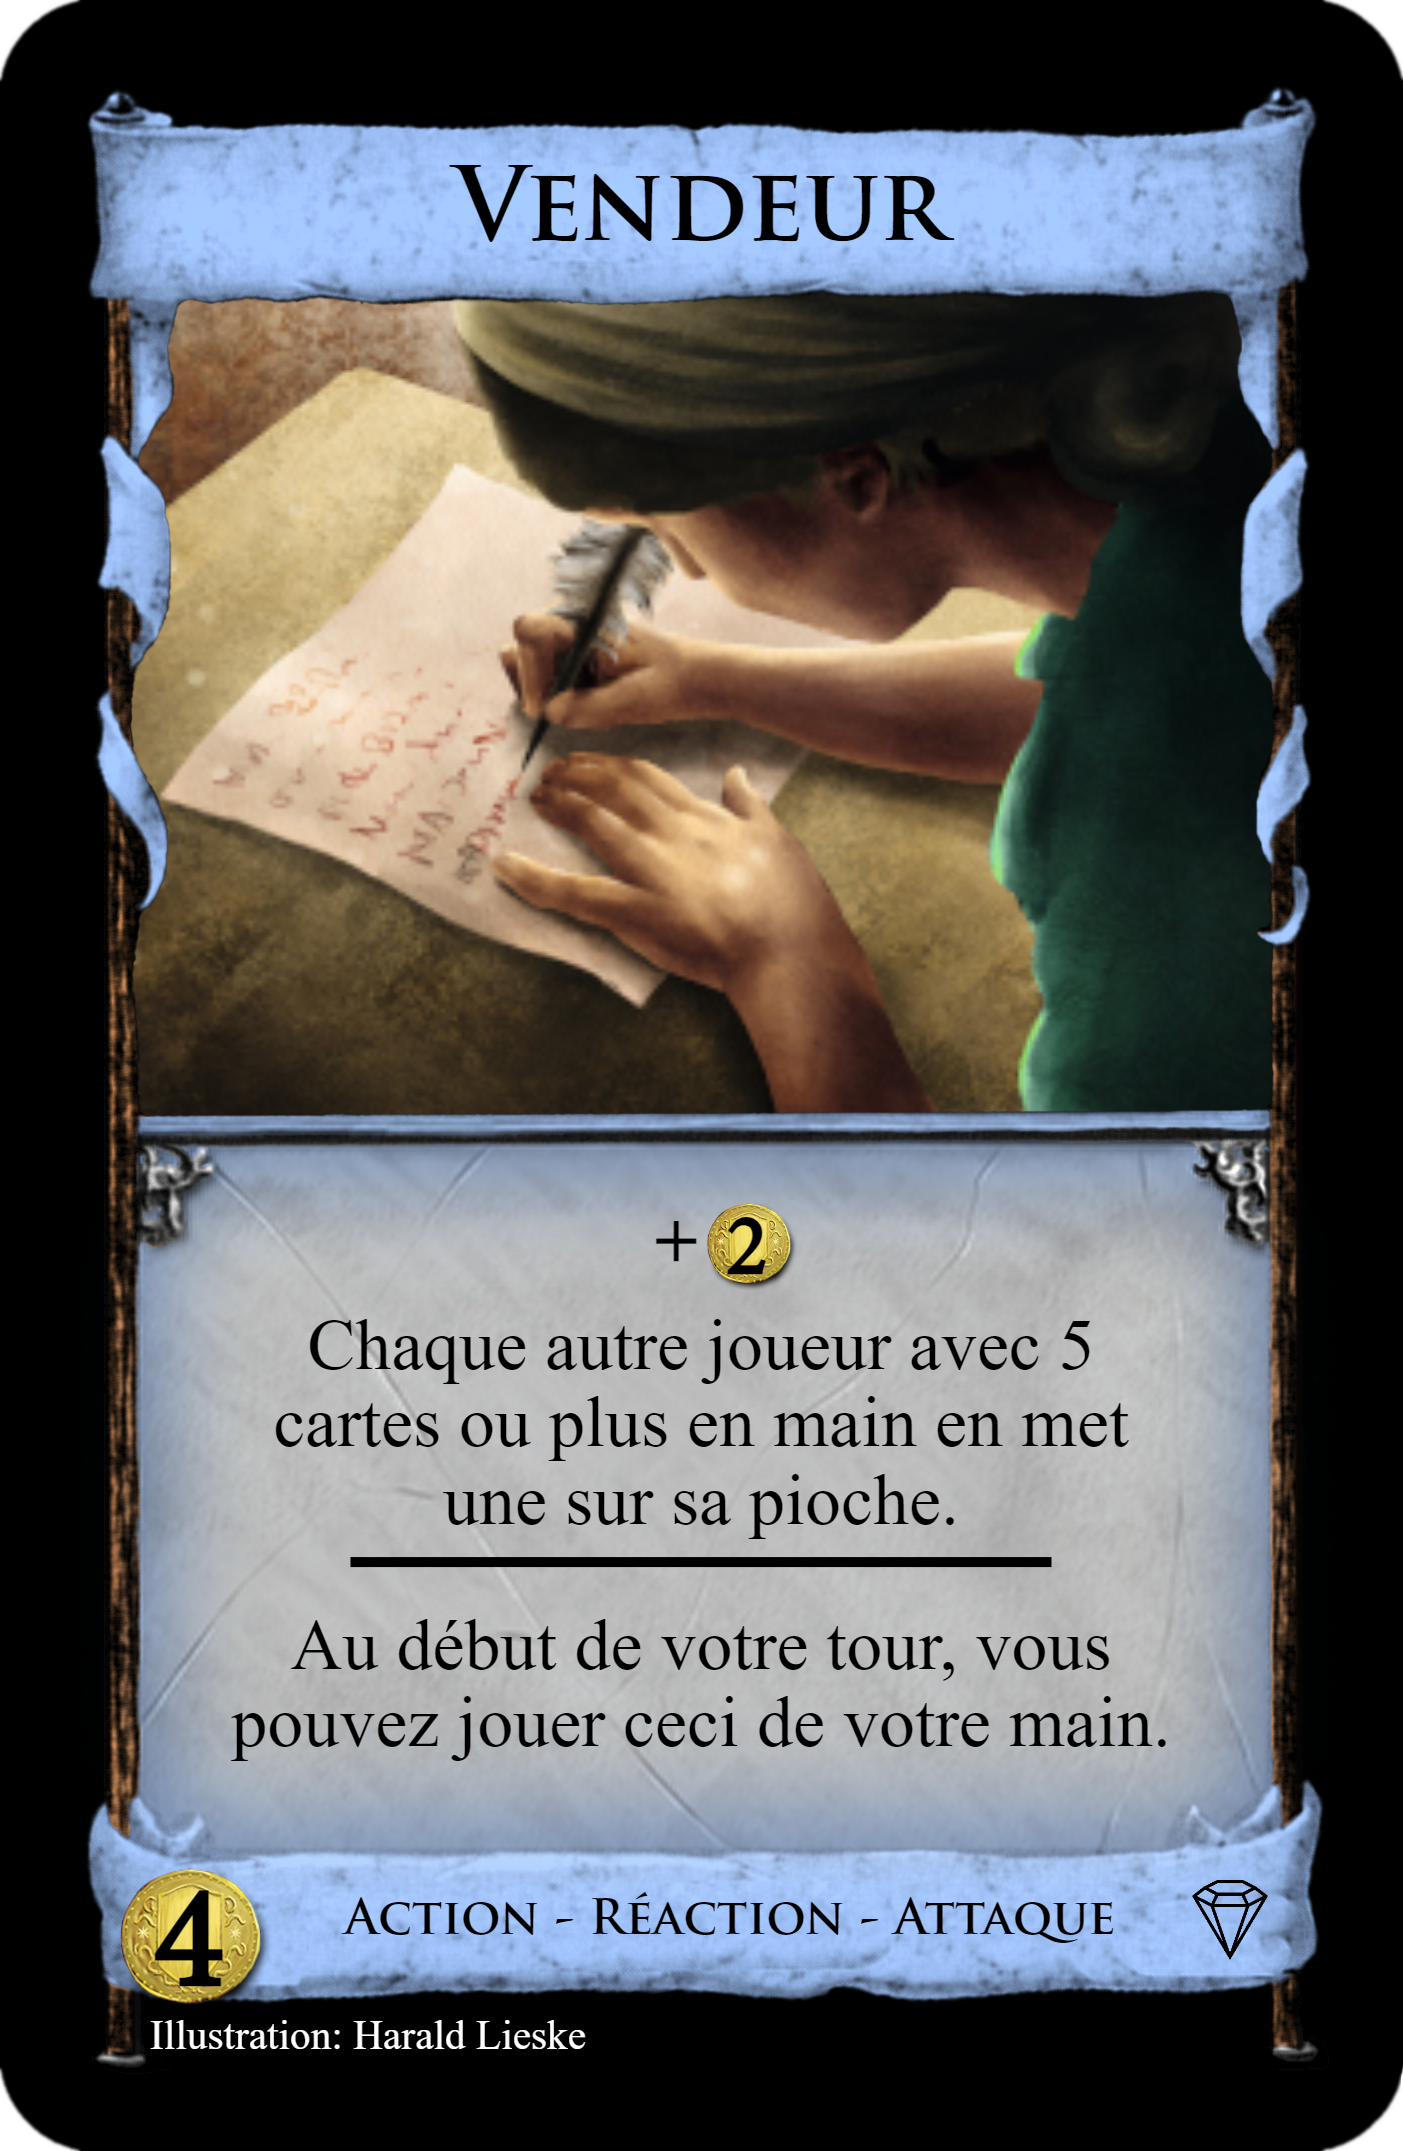 VENDEUR
+2
Chaque autre joueur avec 5
cartes ou plus en main en met
une sur sa pioche.
Au début de votre tour, vous
pouvez jouer ceci de votre main.
4 ACTION - RÉACTION - ATTAQUE
Illustration: Harald Lieske